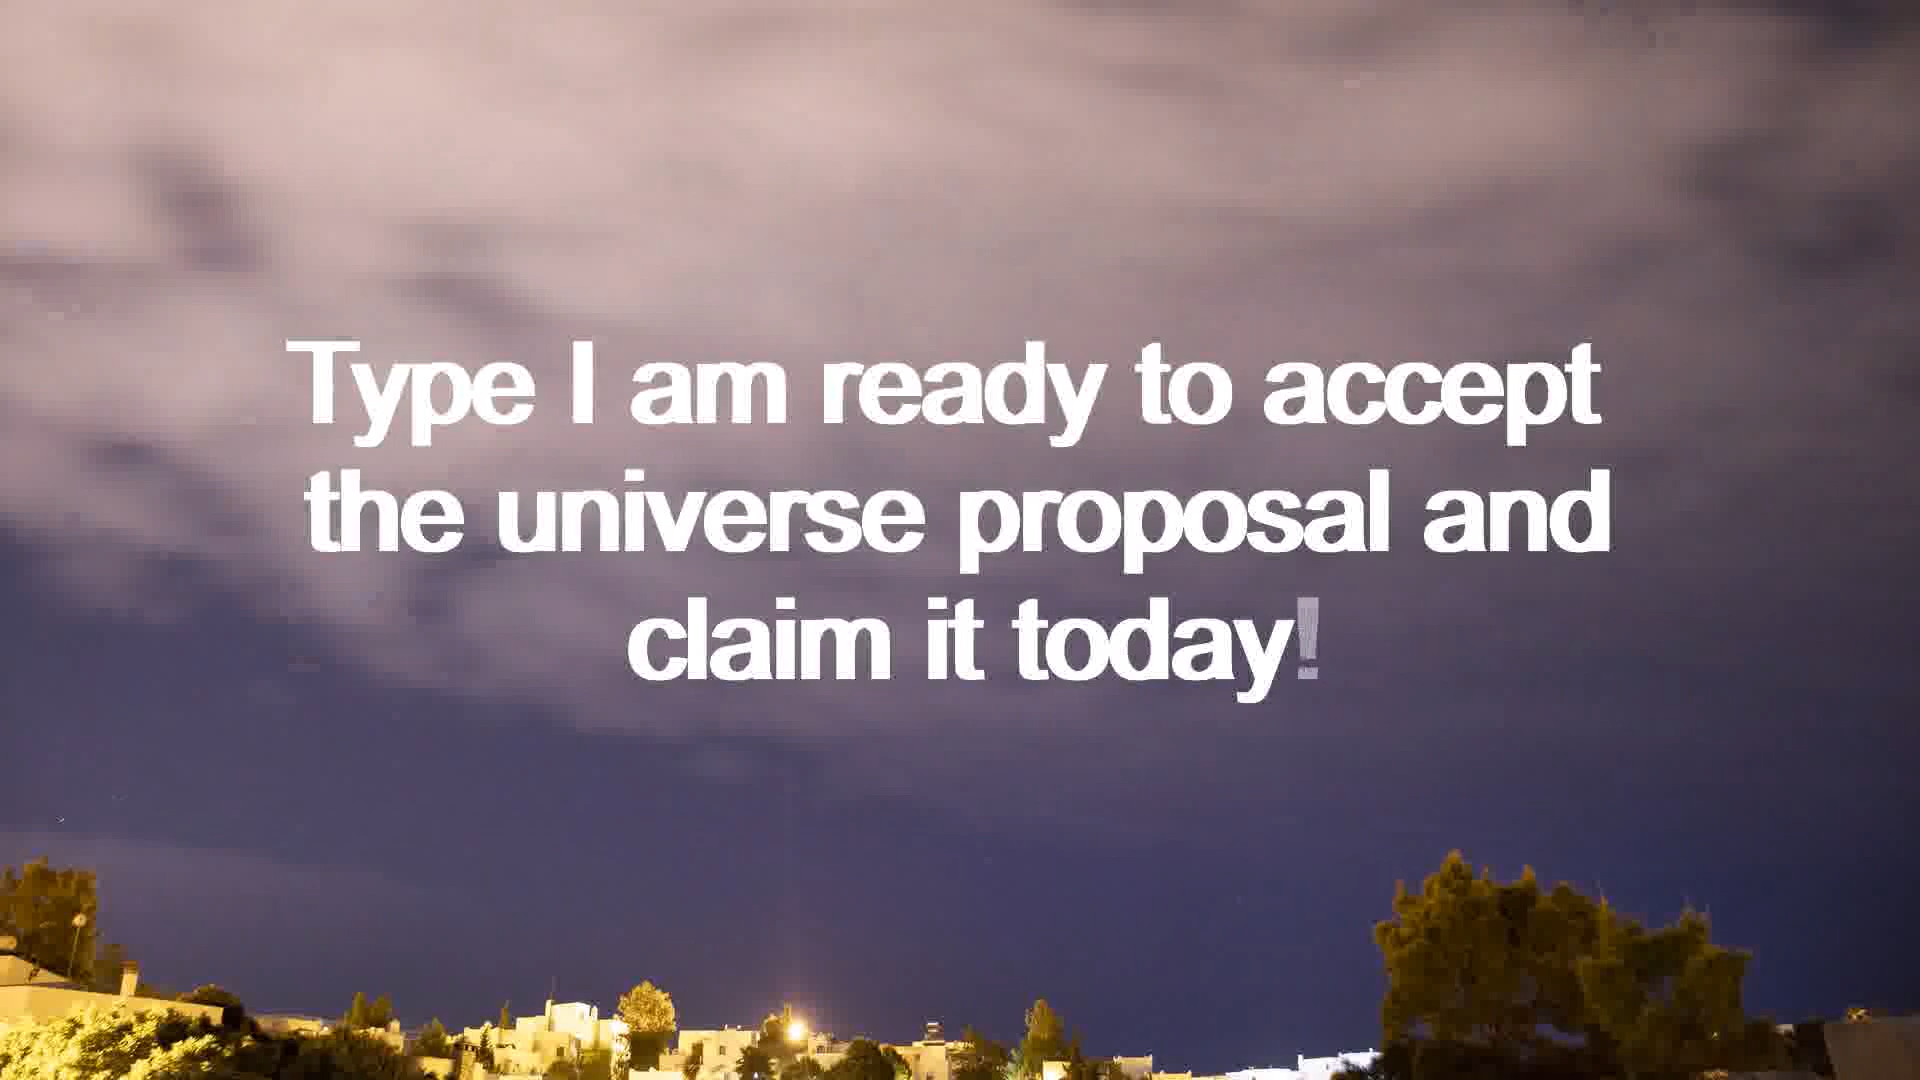 Type I am ready to accept
the universe proposal and
claim it today!